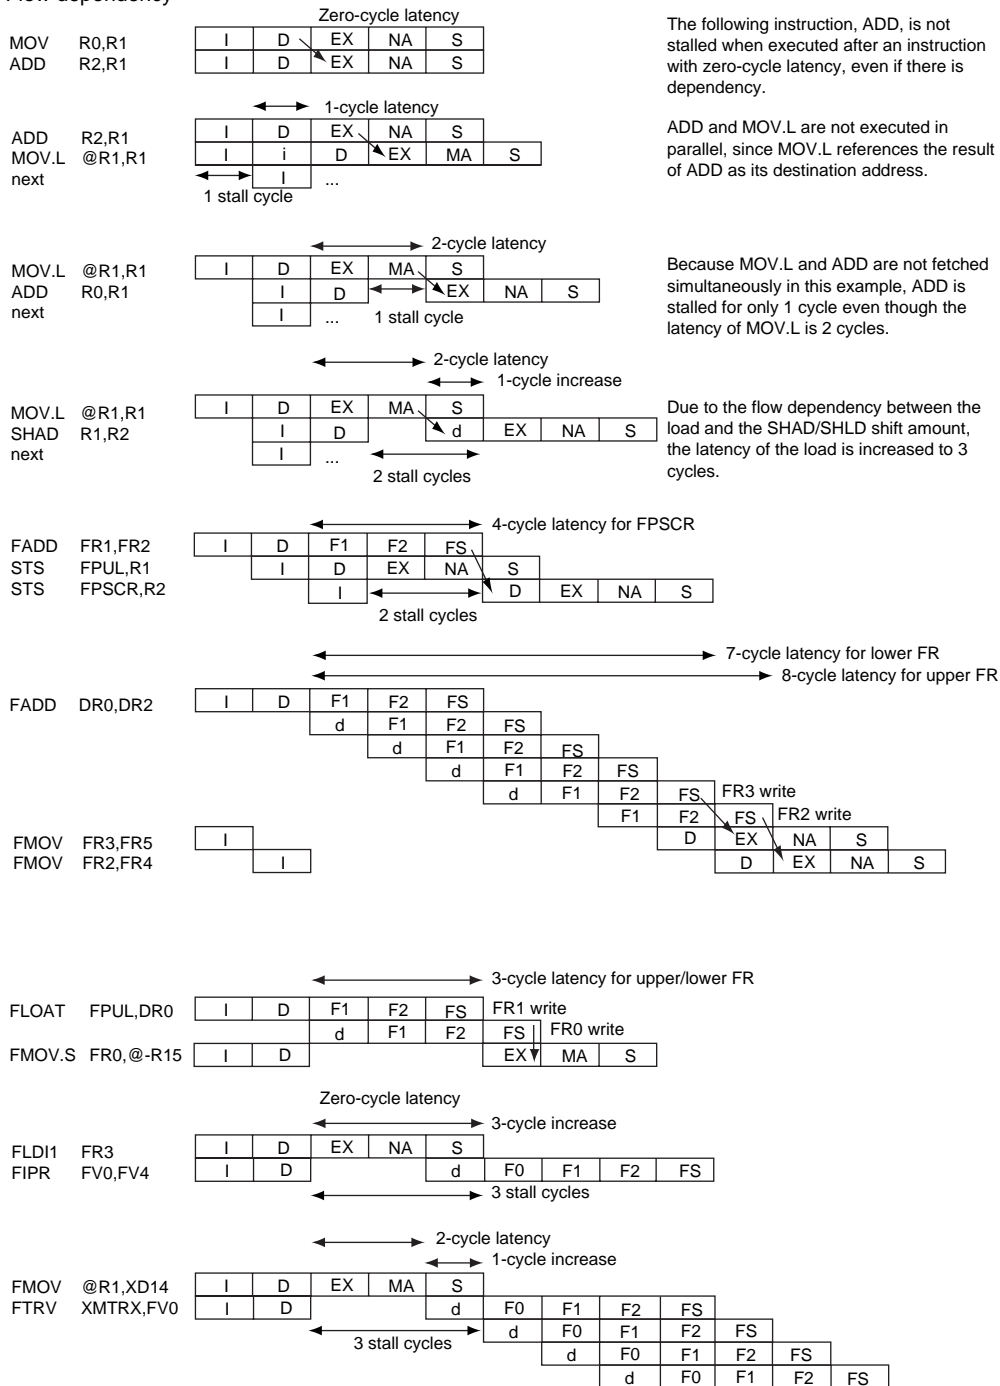 Zero-cycle latency
MOV R0,R1 I D EX NA S
ADD R2,R1 I D EX NA S
The following instruction, ADD, is not
stalled when executed after an instruction
with zero-cycle latency, even if there is
dependency.
1-cycle latency
ADD R2,R1 I D EX NA S
MOV.L @R1,R1 I i D EX MA S
next I ...
1 stall cycle
ADD and MOV.L are not executed in
parallel, since MOV.L references the result
of ADD as its destination address.
2-cycle latency
MOV.L @R1,R1 I D EX MA S
ADD R0,R1 I D EX NA S
next I ... 1 stall cycle
Because MOV.L and ADD are not fetched
simultaneously in this example, ADD is
stalled for only 1 cycle even though the
latency of MOV.L is 2 cycles.
2-cycle latency
1-cycle increase
MOV.L @R1,R1 I D EX MA S
SHAD R1,R2 I D d EX NA S
next I ...
2 stall cycles
Due to the flow dependency between the
load and the SHAD/SHLD shift amount,
the latency of the load is increased to 3
cycles.
4-cycle latency for FPSCR
FADD FR1,FR2 I D F1 F2 FS
STS FPUL,R1 I D EX NA S
STS FPSCR,R2 I D EX NA S
2 stall cycles
7-cycle latency for lower FR
8-cycle latency for upper FR
FADD DR0,DR2 I D F1 F2 FS
d F1 F2 FS
d F1 F2 FS
d F1 F2 FS
d F1 F2 FS FR3 write
F1 F2 FS FR2 write
FMOV FR3,FR5 I D EX NA S
FMOV FR2,FR4 I D EX NA S
3-cycle latency for upper/lower FR
FLOAT FPUL,DR0 I D F1 F2 FS FR1 write
d F1 F2 FS FR0 write
FMOV.S FR0,@-R15 I D EX MA S
Zero-cycle latency
3-cycle increase
FLDI1 FR3 I D EX NA S
FIPR FV0,FV4 I D d F0 F1 F2 FS
3 stall cycles
2-cycle latency
1-cycle increase
FMOV @R1,XD14 I D EX MA S
FTRV XMTRX,FV0 I D d F0 F1 F2 FS
3 stall cycles d F0 F1 F2 FS
d F0 F1 F2 FS
d F0 F1 F2 FS